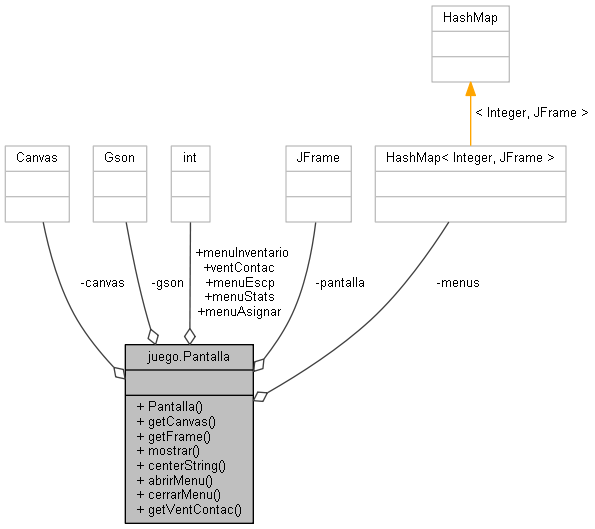 HashMap
< Integer, JFrame >
Canvas
Gson
int
JFrame
HashMap< Integer, JFrame >
-canvas
-gson
+menuInventario
+ventContac
+menuEscp
+menuStats
+menuAsignar
-pantalla
-menus
juego.Pantalla
+ Pantalla()
+ getCanvas()
+ getFrame()
+ mostrar()
+ centerString()
+ abrirMenu()
+ cerrarMenu()
+ getVentContac()